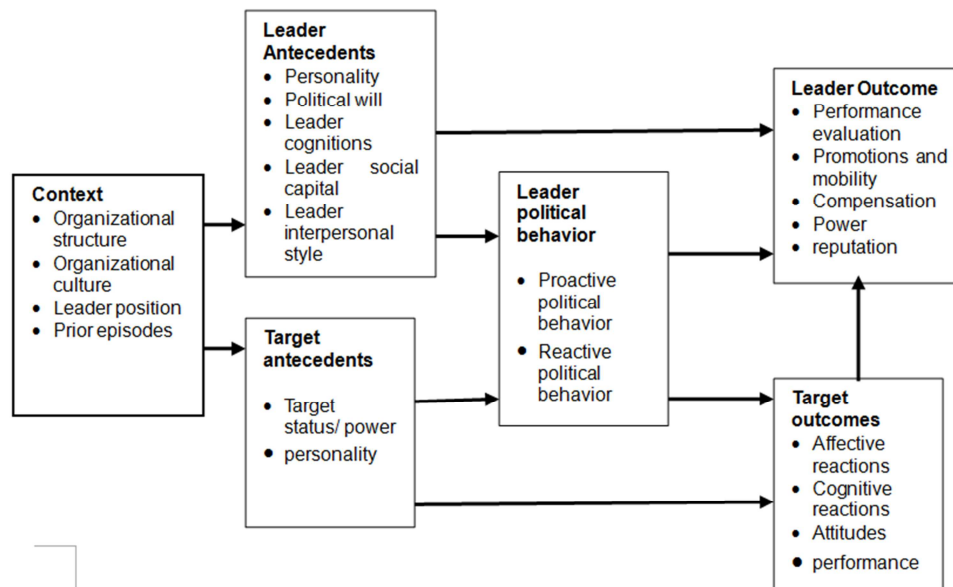 Context
• Organizational
structure
• Organizational
culture
• Leader position
• Prior episodes
Leader
Antecedents
• Personality
• Political will
• Leader
cognitions
• Leader social
capital
• Leader
interpersonal
style
Target
antecedents
• Target
status/ power
• personality
Leader
political
behavior
• Proactive
political
behavior
• Reactive
political
behavior
Leader Outcome
• Performance
evaluation
• Promotions and
mobility
• Compensation
• Power
• reputation
Target
outcomes
• Affective
reactions
• Cognitive
reactions
• Attitudes
• performance